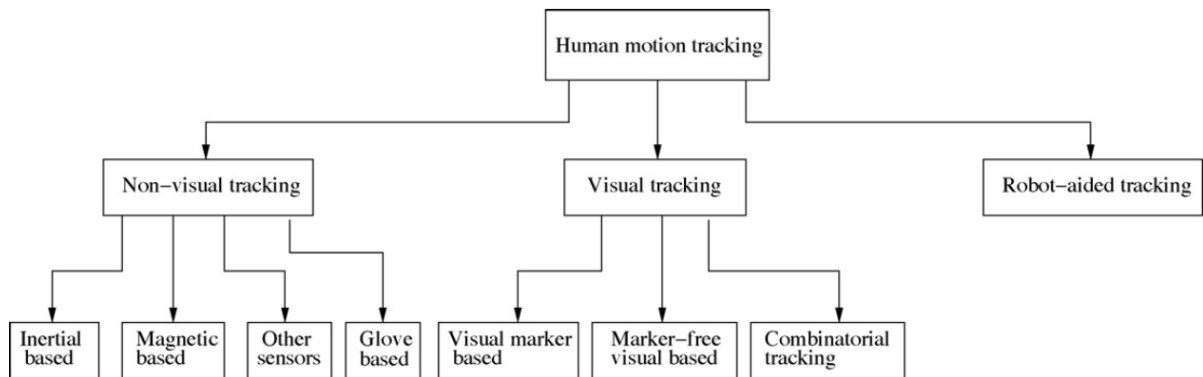 Human motion tracking
Non−visual tracking
Visual tracking
Robot−aided tracking
Inertial
based
Magnetic
based
Other
sensors
Glove
based
Visual marker
based
Marker−free
visual based
Combinatorial
tracking